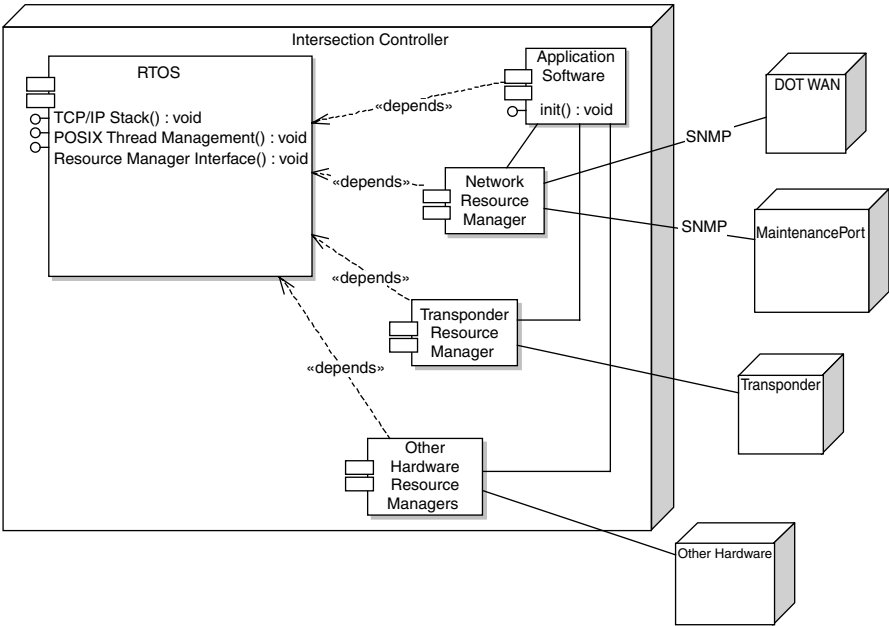 Intersection Controller
RTOS
TCP/IP Stack() : void
POSIX Thread Management() : void
Resource Manager Interface() : void
Application
Software
init() : void
«depends»
Network
Resource
Manager
«depends»
Transponder
Resource
Manager
«depends»
Other
Hardware
Resource
Managers
«depends»
SNMP
DOT WAN
SNMP
MaintenancePort
Transponder
Other Hardware